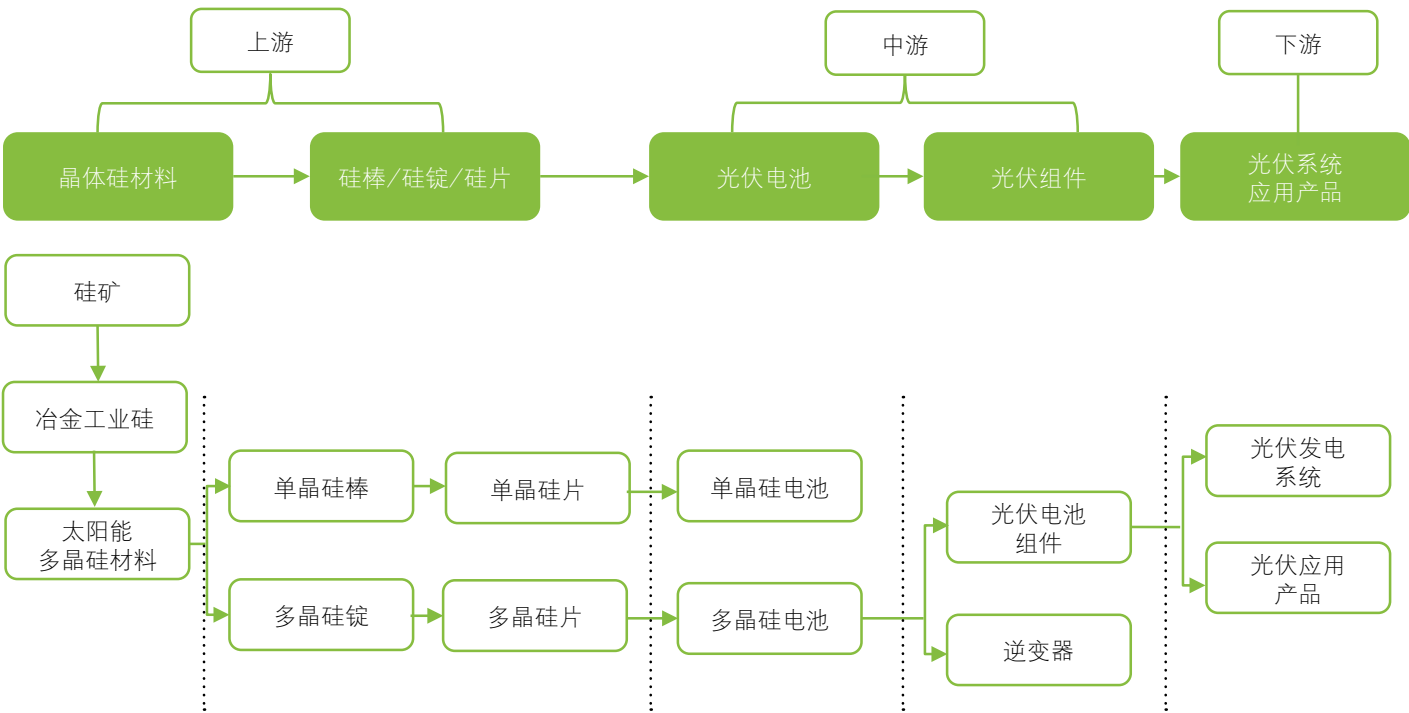 上游
中游
下游
晶体硅材料
硅棒/硅锭/硅片
光伏电池
光伏组件
光伏系统
应用产品
硅矿
冶金工业硅
太阳能
多晶硅材料
单晶硅棒
单晶硅片
单晶硅电池
多晶硅锭
多晶硅片
多晶硅电池
光伏电池
组件
逆变器
光伏发电
系统
光伏应用
产品